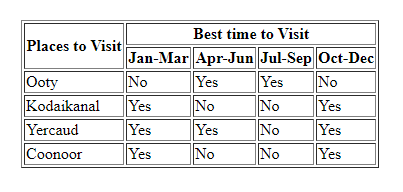 Places to Visit Best time to Visit
Jan-Mar Apr-Jun Jul-Sep Oct-Dec
Ooty No Yes Yes No
Kodaikanal Yes No No Yes
Yercaud Yes Yes No Yes
Coonoor Yes No No Yes